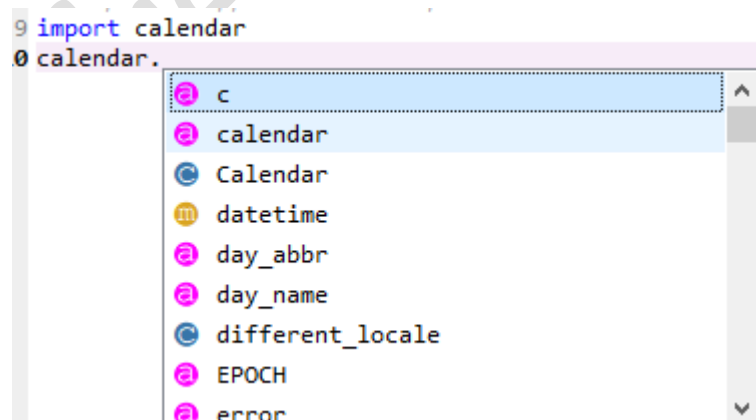 9 import calendar
0 calendar.
a c
a calendar
C Calendar
m datetime
a day_abbr
a day_name
C different_locale
a EPOCH
a error